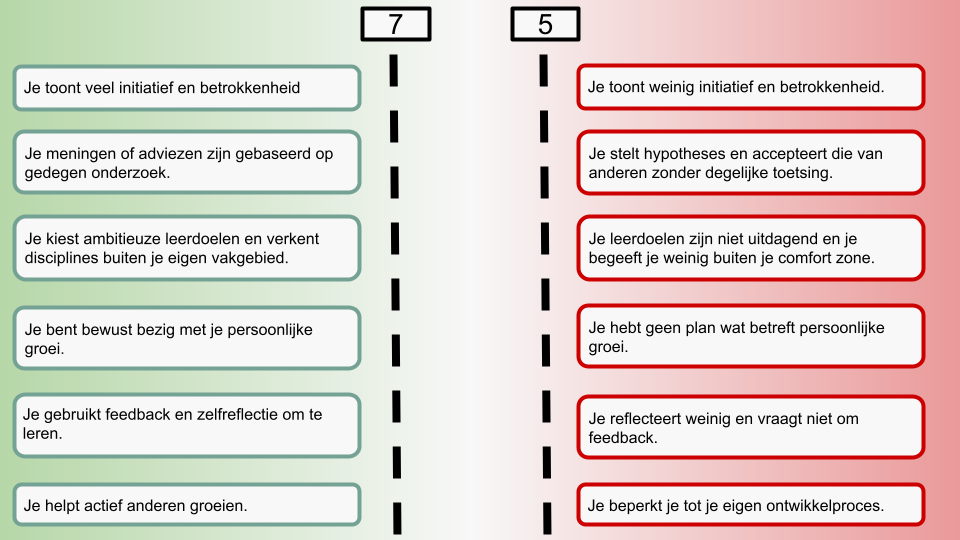 7
5
Je toont veel initiatief en betrokkenheid
Je toont weinig initiatief en betrokkenheid.
Je meningen of adviezen zijn gebaseerd op
gedegen onderzoek.
Je stelt hypotheses en accepteert die van
anderen zonder degelijke toetsing.
Je kiest ambitieuze leerdoelen en verkent
disciplines buiten je eigen vakgebied.
Je leerdoelen zijn niet uitdagend en je
begeeft je weinig buiten je comfort zone.
Je bent bewust bezig met je persoonlijke
groei.
Je hebt geen plan wat betreft persoonlijke
groei.
Je gebruikt feedback en zelfreflectie om te
leren.
Je reflecteert weinig en vraagt niet om
feedback.
Je helpt actief anderen groeien.
Je beperkt je tot je eigen ontwikkelproces.